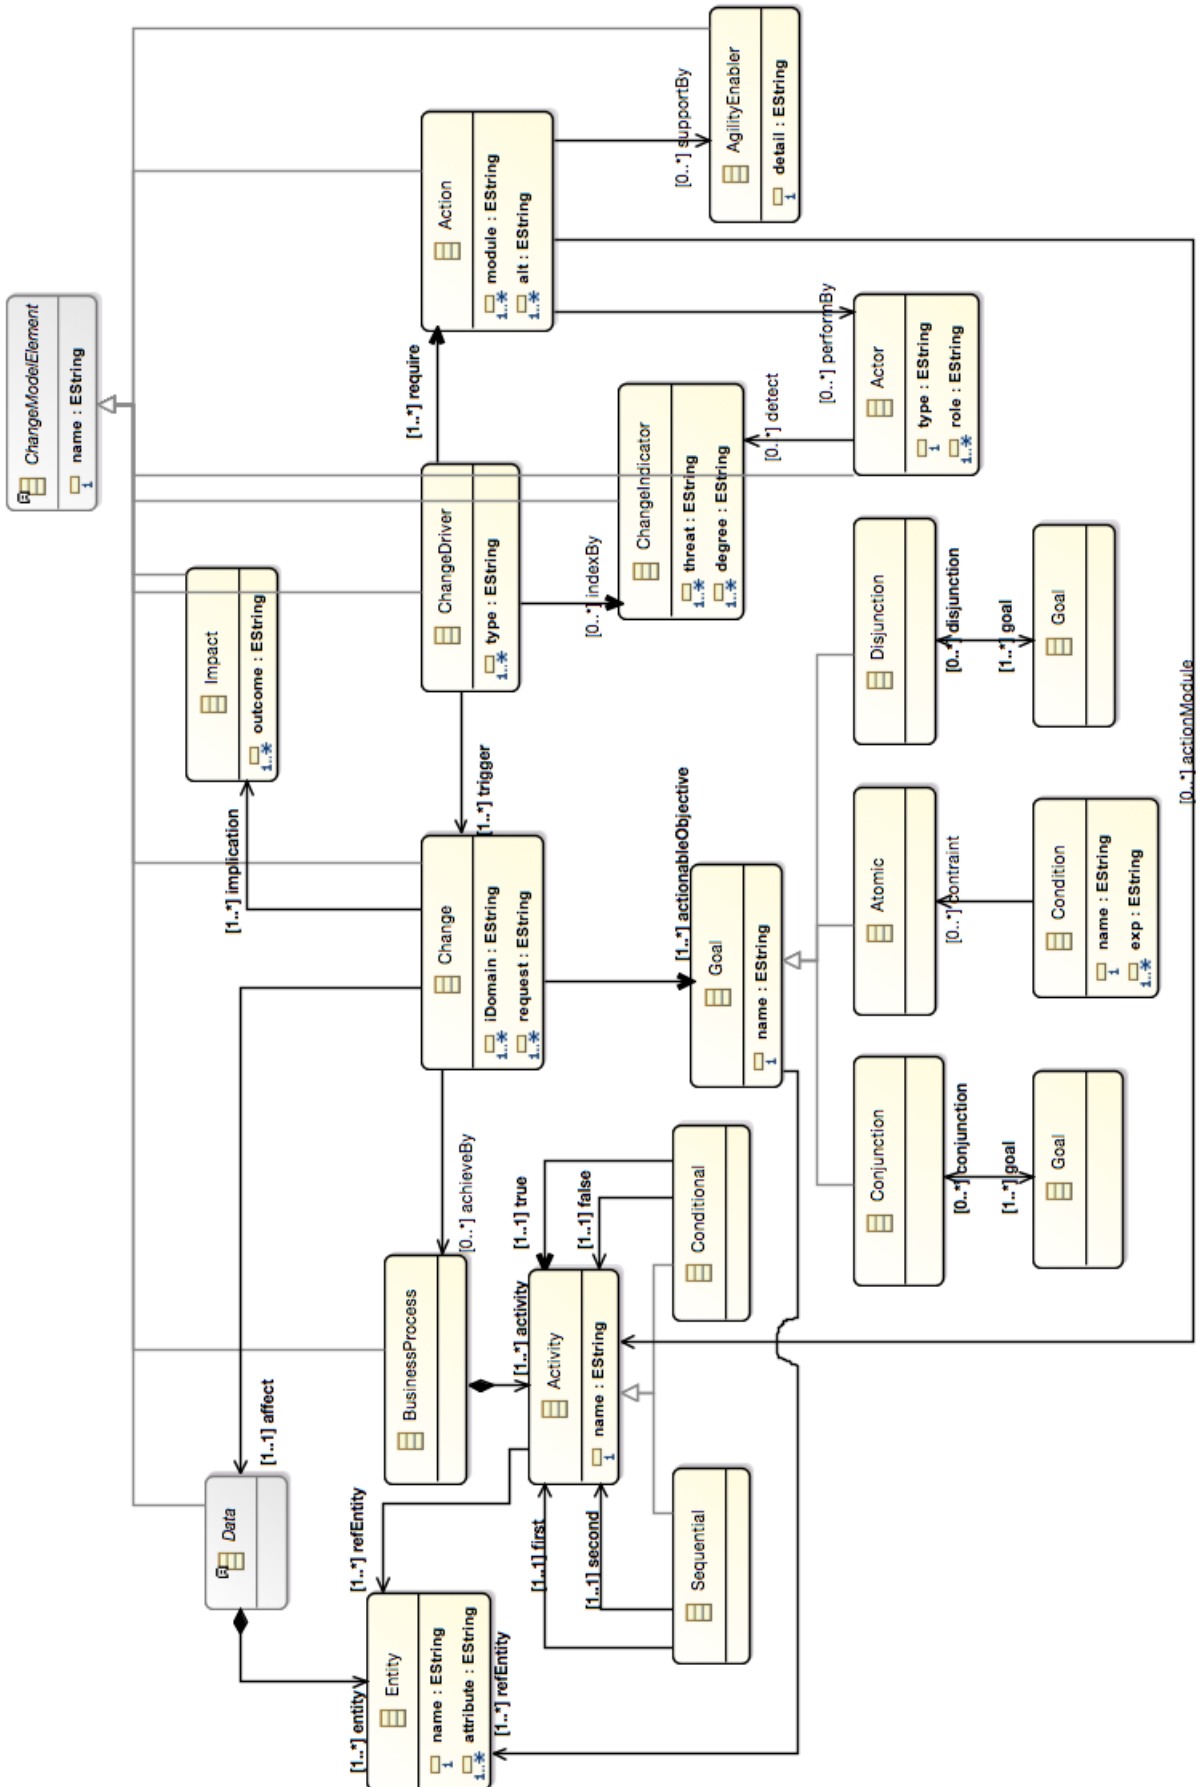 ChangeModelElement
1 name : EString
Data
[1..1] affect
[1..*] implication
Impact
1..* outcome : EString
Entity
1 name : EString
1..* attribute : EString
[1..*] entity
[1..*] refEntity
[1..*] refEntity
BusinessProcess
[0..*] achieveBy
Change
1..* iDomain : EString
1..* request : EString
[1..*] trigger
ChangeDriver
1..* type : EString
[1..*] require
Action
1..* module : EString
1..* alt : EString
[1..*] activity
Activity
1 name : EString
[1..1] first
[1..1] second
[1..1] true
[1..1] false
Sequential
Conditional
[1..*] actionableObjective
Goal
1 name : EString
[0..*] indexBy
ChangeIndicator
1..* threat : EString
1..* degree : EString
[0..*] detect
[0..*] supportBy
AgilityEnabler
1 detail : EString
[0..*] performBy
Actor
1 type : EString
1..* role : EString
Conjunction
[0..*] conjunction
[1..*] goal
Goal
Atomic
[0..*] contraint
Condition
1 name : EString
1..* exp : EString
Disjunction
[0..*] disjunction
[1..*] goal
Goal
[0..*] actionModule